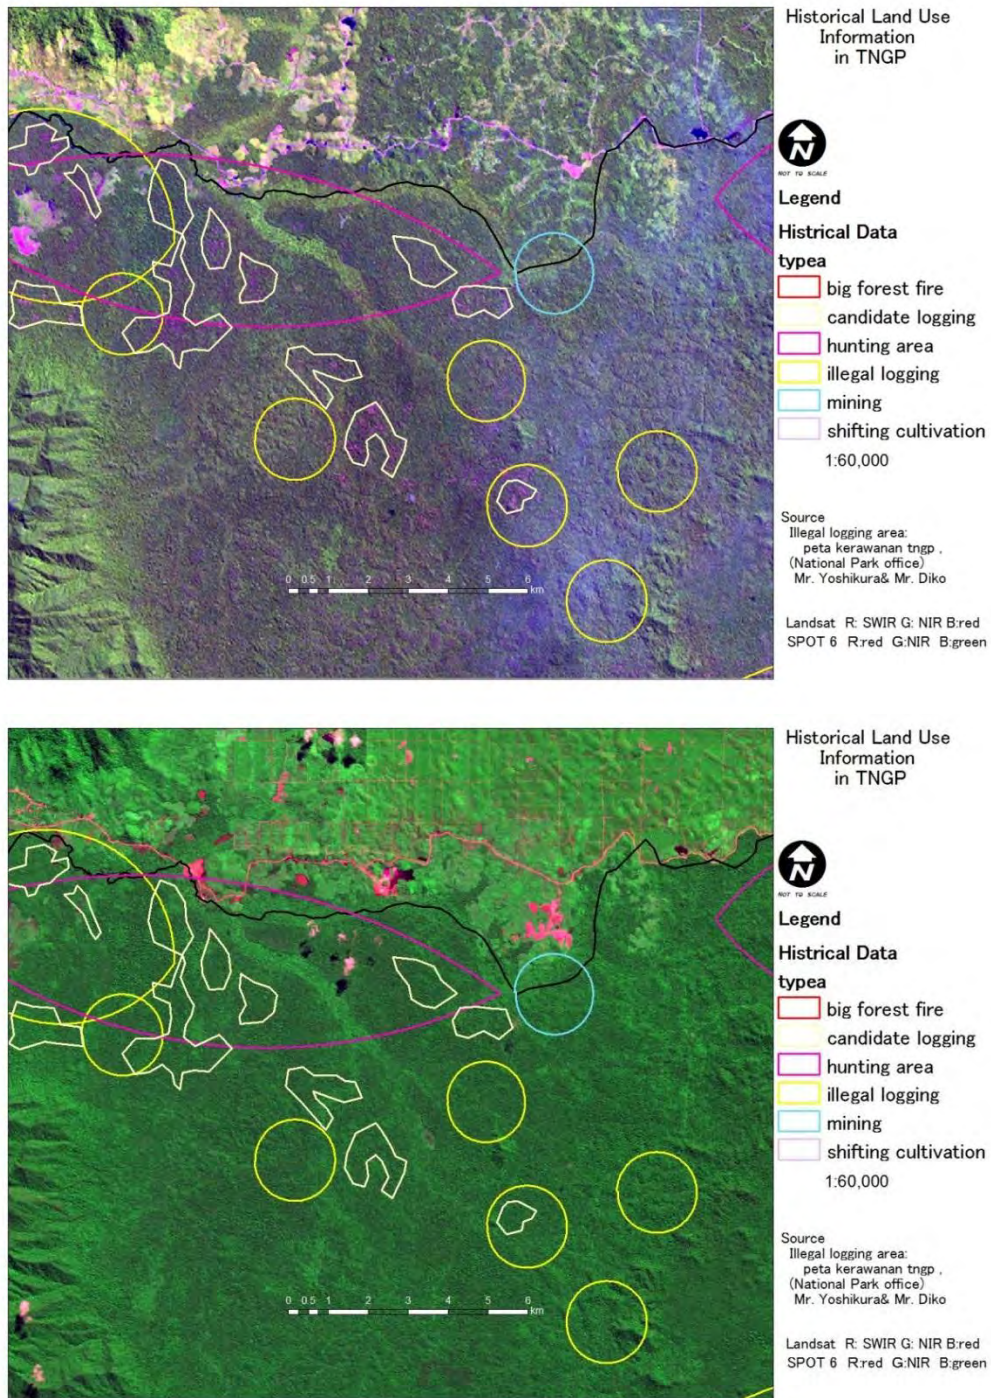 Historical Land Use
Information
in TNGP
N
NOT TO SCALE
Legend
Histrical Data
typea
big forest fire
candidate logging
hunting area
illegal logging
mining
shifting cultivation
1:60,000
0 0.5 1 2 3 4 5 6
km
Source
Illegal logging area:
peta kerawanan tngp ,
(National Park office)
Mr. Yoshikura& Mr. Diko
Landsat R: SWIR G: NIR B:red
SPOT 6 R:red G:NIR B:green
Historical Land Use
Information
in TNGP
N
NOT TO SCALE
Legend
Histrical Data
typea
big forest fire
candidate logging
hunting area
illegal logging
mining
shifting cultivation
1:60,000
0 0.5 1 2 3 4 5 6
km
Source
Illegal logging area:
peta kerawanan tngp ,
(National Park office)
Mr. Yoshikura& Mr. Diko
Landsat R: SWIR G: NIR B:red
SPOT 6 R:red G:NIR B:green